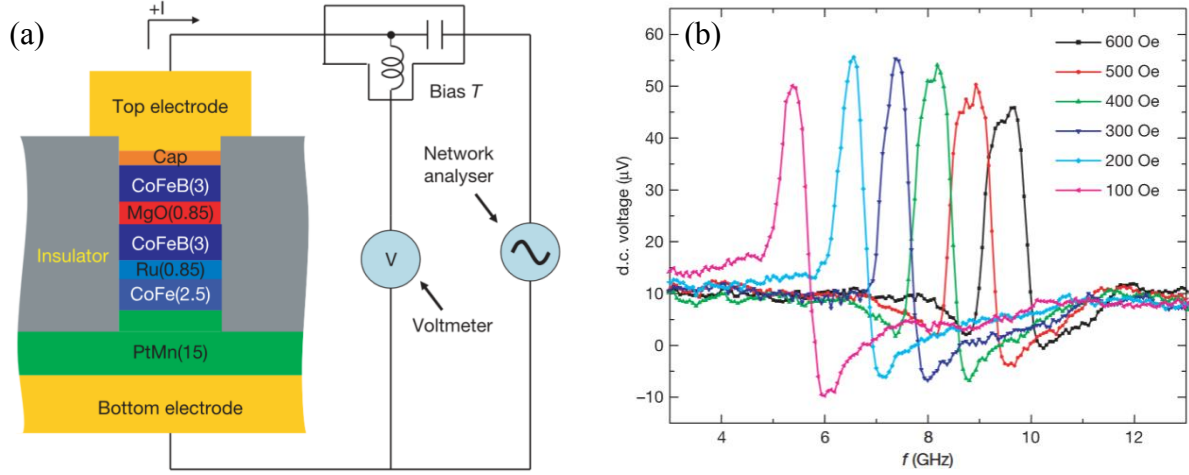 (a)
+I
Bias T
Top electrode
Network
analyser
Cap
CoFeB(3)
MgO(0.85)
CoFeB(3)
Insulator
Ru(0.85)
V
CoFe(2.5)
Voltmeter
PtMn(15)
Bottom electrode
(b)
60
50
40
30
20
10
0
−10
d.c. voltage (μV)
600 Oe
500 Oe
400 Oe
300 Oe
200 Oe
100 Oe
4 6 8 10 12
f (GHz)